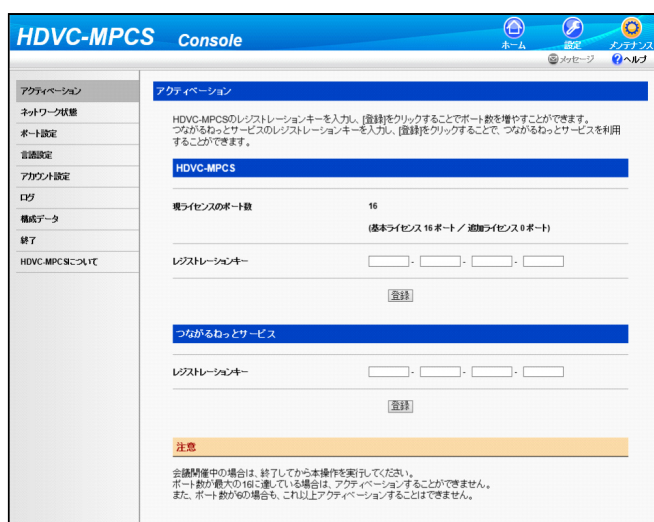 HDVC-MPCS Console
ホーム 設定 メンテナンス
メッセージ ヘルプ
アクティベーション
ネットワーク状態
ポート設定
言語設定
アカウント設定
ログ
構成データ
終了
HDVC-MPCSについて
アクティベーション
HDVC-MPCSのレジストレーションキーを入力し、[登録]をクリックすることでポート数を増やすことができます。
つながるねっとサービスのレジストレーションキーを入力し、[登録]をクリックすることで、つながるねっとサービスを利用
することができます。
HDVC-MPCS
現ライセンスのポート数 16
(基本ライセンス 16 ポート / 追加ライセンス 0 ポート)
レジストレーションキー - - -
登録
つながるねっとサービス
レジストレーションキー - - -
登録
注意
会議開催中の場合は、終了してから本操作を実行してください。
ポート数が最大の16に達している場合は、アクティベーションすることができません。
また、ポート数が6の場合も、これ以上アクティベーションすることはできません。